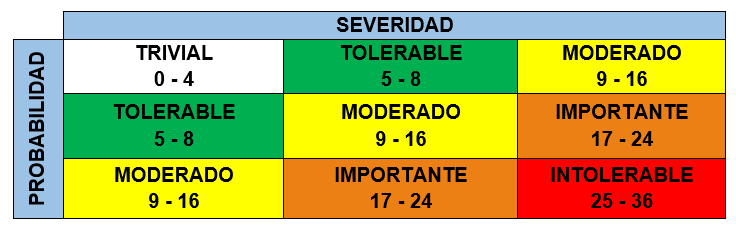 SEVERIDAD
PROBABILIDAD
TRIVIAL
0 - 4
TOLERABLE
5 - 8
MODERADO
9 - 16
TOLERABLE
5 - 8
MODERADO
9 - 16
IMPORTANTE
17 - 24
MODERADO
9 - 16
IMPORTANTE
17 - 24
INTOLERABLE
25 - 36